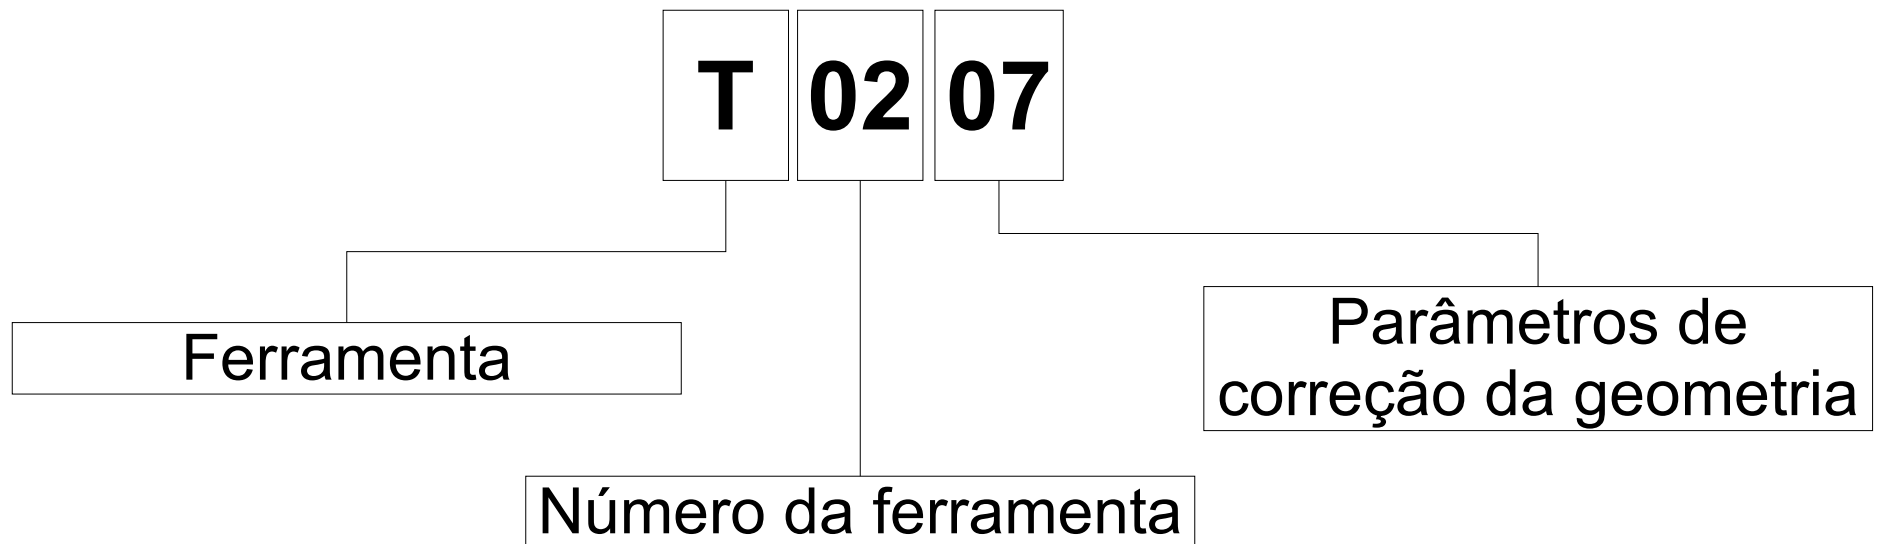 T 02 07
Ferramenta
Parâmetros de
correção da geometria
Número da ferramenta